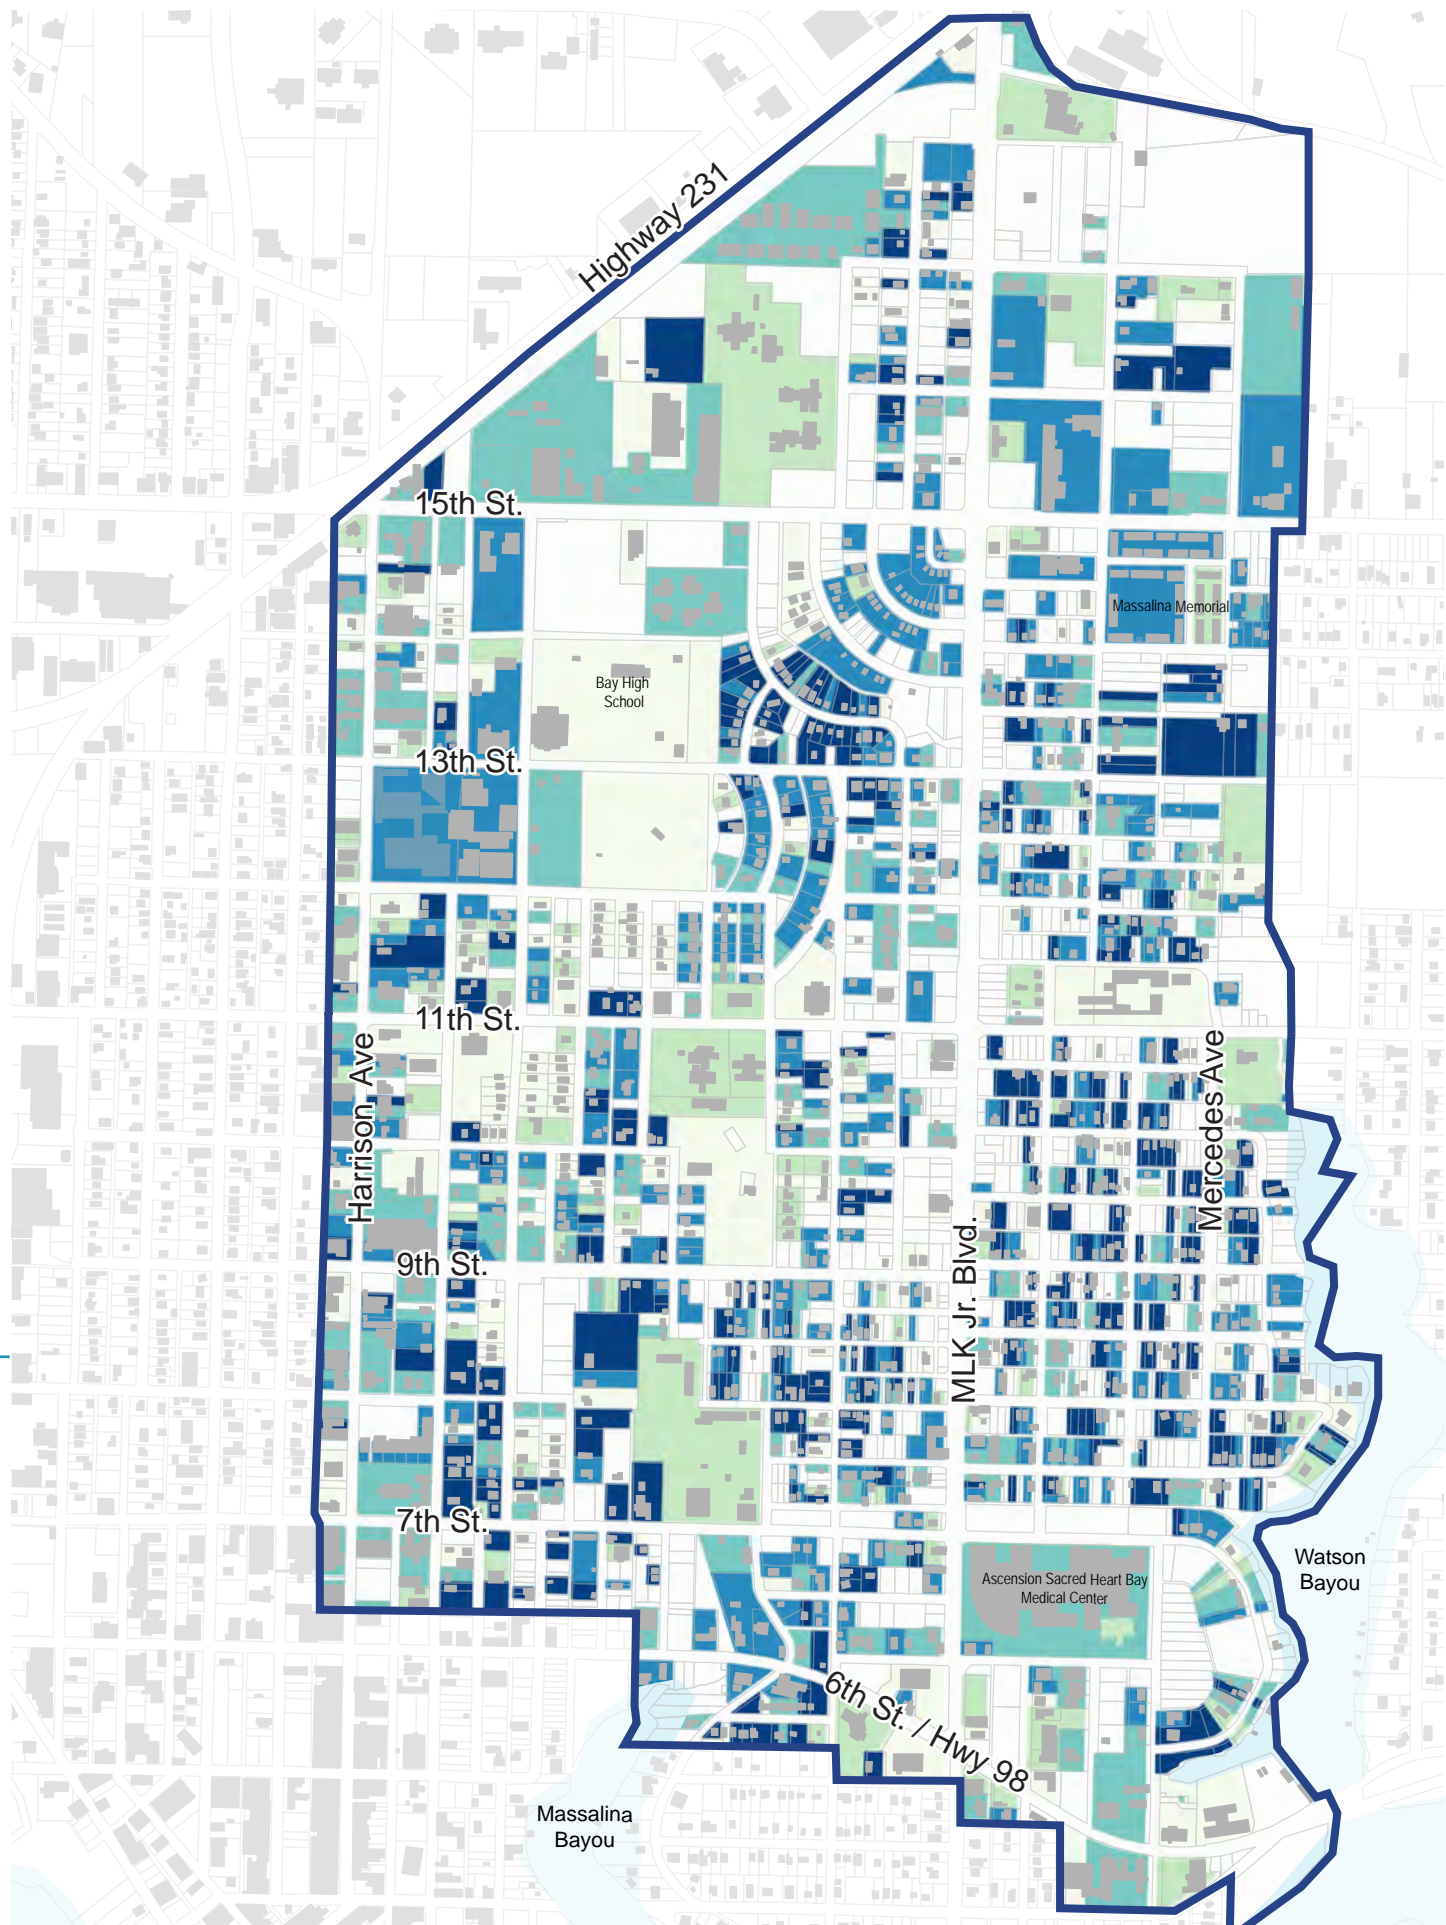 Highway 231
15th St.
Massalina Memorial
Bay High
School
13th St.
11th St.
Harrison Ave
Mercedes Ave
9th St.
MLK Jr. Blvd.
7th St.
Ascension Sacred Heart Bay
Medical Center
Watson
Bayou
6th St. / Hwy 98
Massalina
Bayou